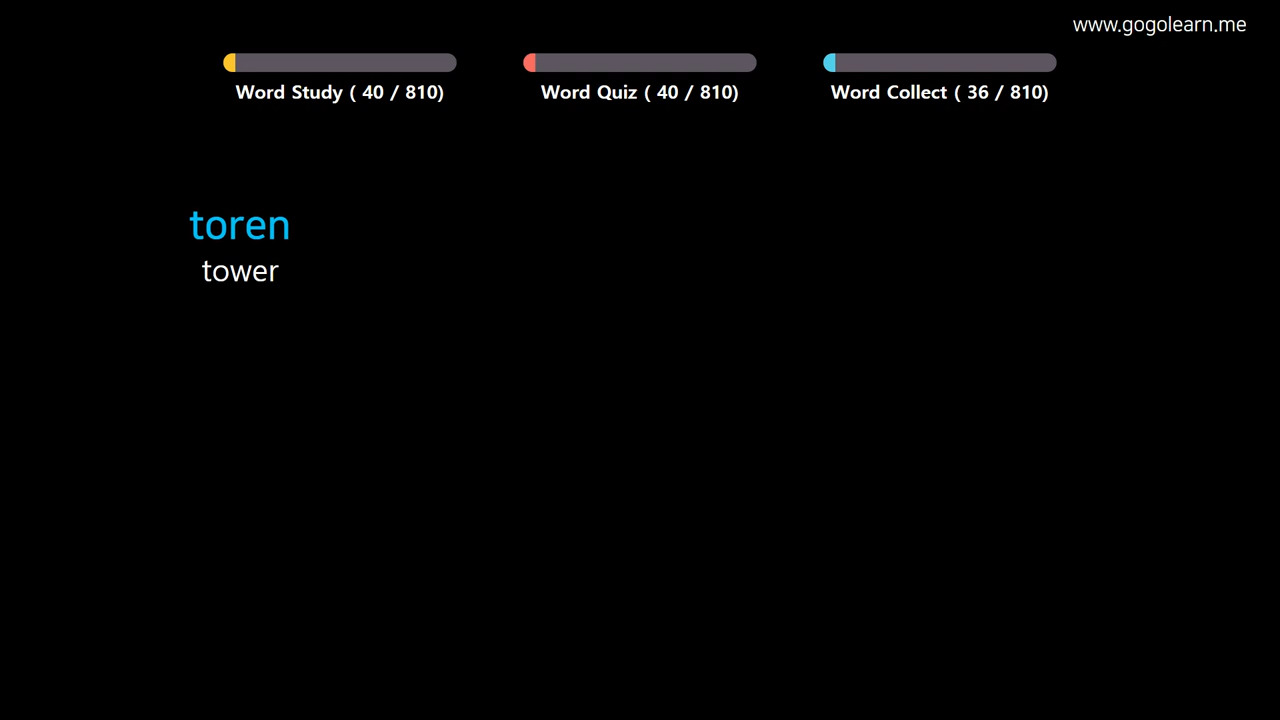 www.gogolearn.me
Word Study ( 40 / 810)
Word Quiz ( 40 / 810)
Word Collect ( 36 / 810)
toren
tower